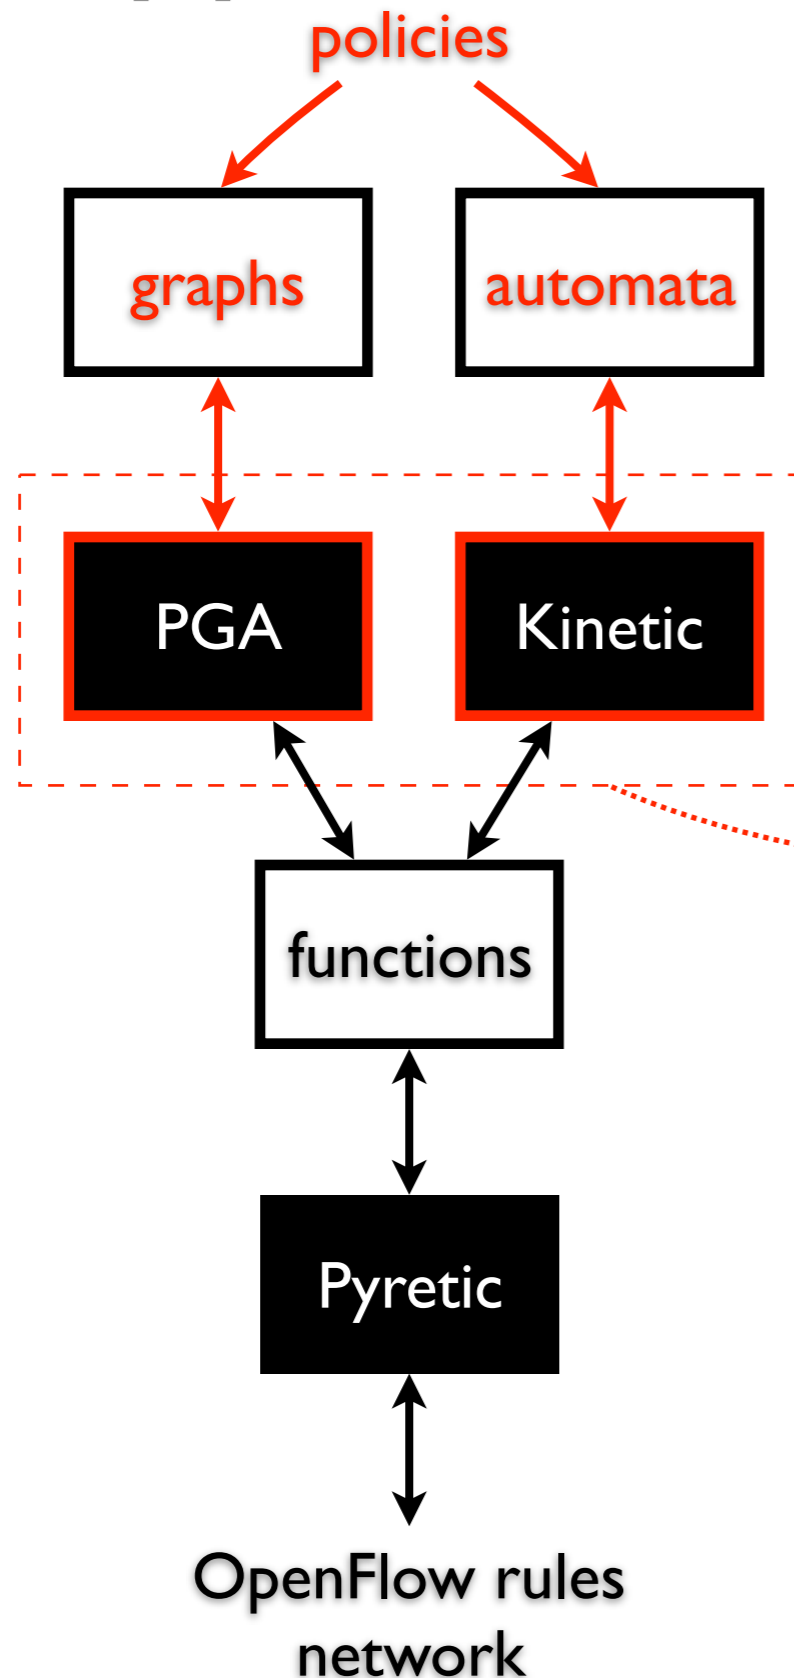 policies
graphs
automata
PGA
Kinetic
functions
Pyretic
OpenFlow rules
network